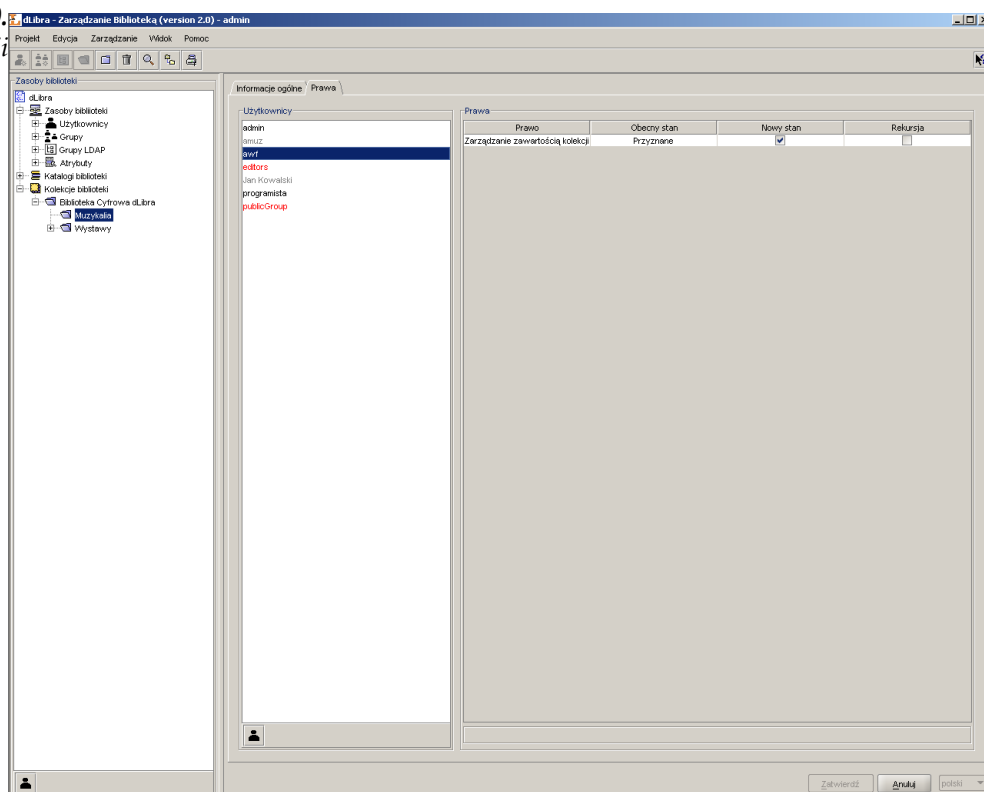 dLibra - Zarządzanie Biblioteką (version 2.0) - admin
Projekt Edycja Zarządzanie Widok Pomoc
Zasoby biblioteki
dLibra
Zasoby bibliioteki
Użytkownicy
Grupy
Grupy LDAP
Atrybuty
Katalogi biblioteki
Kolekcje biblioteki
Biblioteka Cyfrowa dLibra
Muzykalia
Wystawy
Informacje ogólne Prawa
Użytkownicy
admin
amuz
awf
editors
Jan Kowalski
programista
publicGroup
Prawa
Prawo Obecny stan Nowy stan Rekursja
Zarządzanie zawartością kolekcji Przyznane
Zatwierdź Anuluj polski